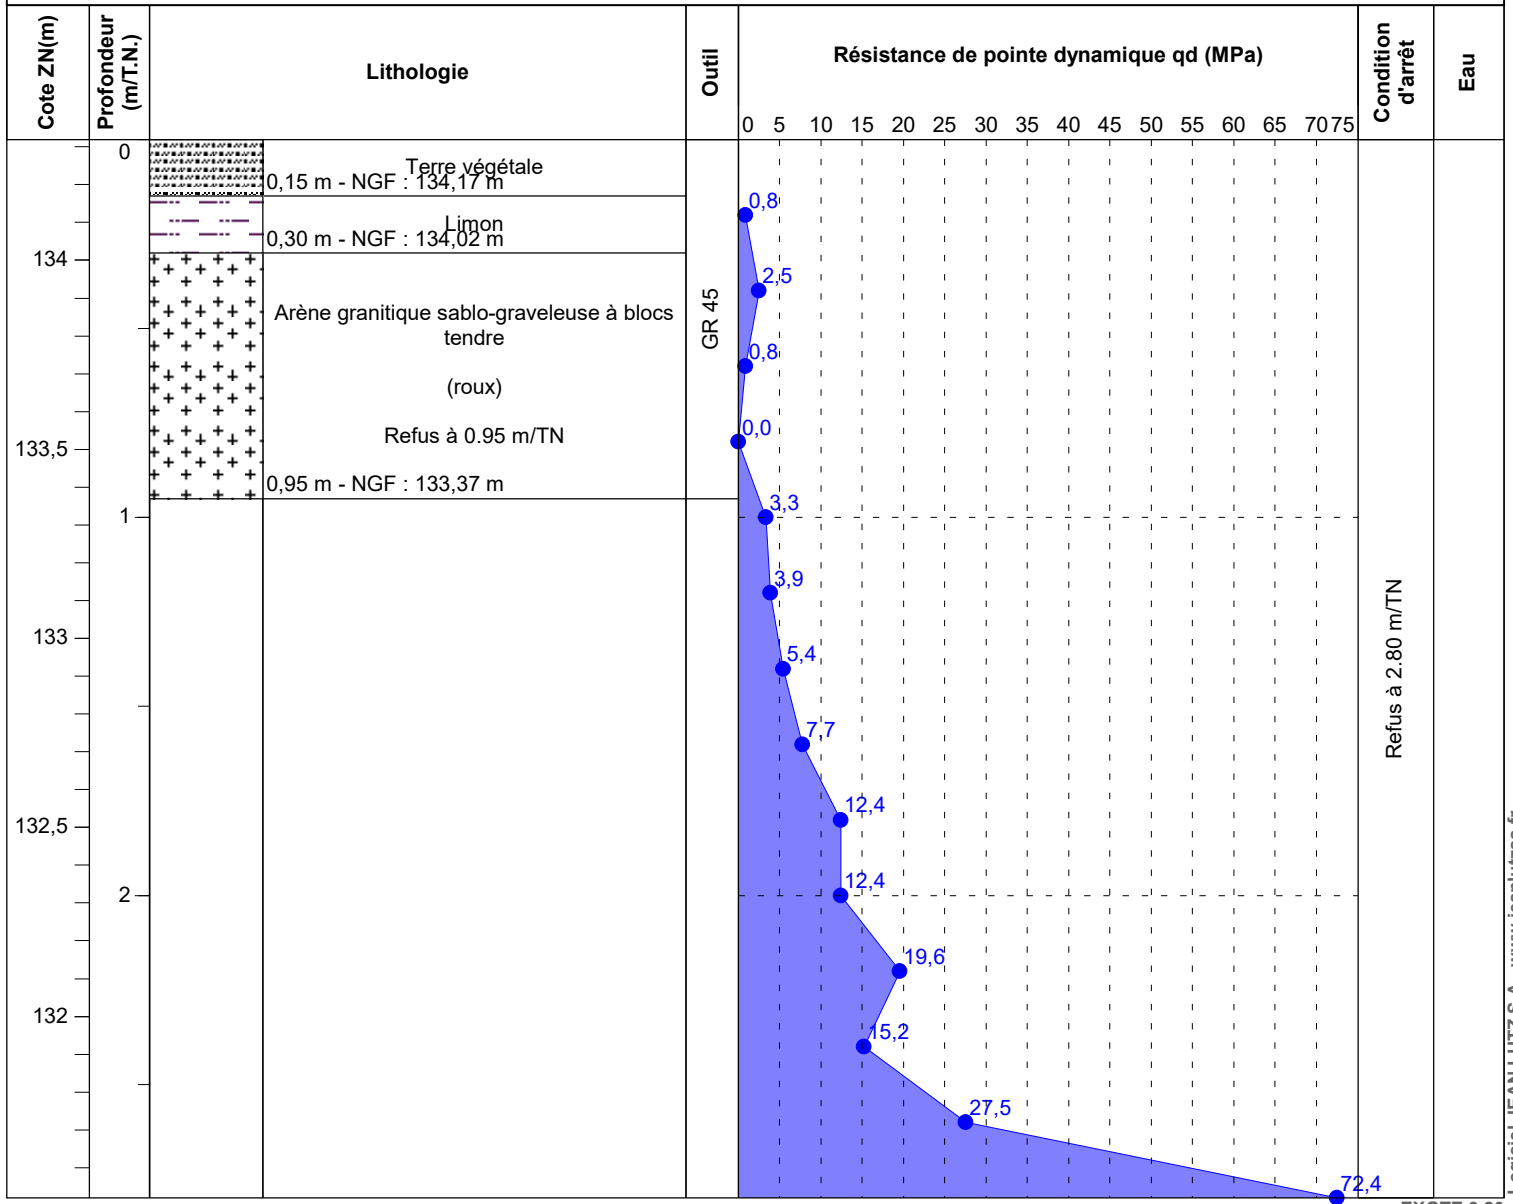 Cote ZN(m)
Profondeur
(m/T.N.)
Lithologie
Outil
Résistance de pointe dynamique qd (MPa)
0 5 10 15 20 25 30 35 40 45 50 55 60 65 70 75
Condition
d'arrêt
Eau
0
Terre végétale
0,15 m - NGF : 134,17 m
Limon
0,30 m - NGF : 134,02 m
134
Arène granitique sablo-graveleuse à blocs
tendre
(roux)
Refus à 0.95 m/TN
133,5
0,95 m - NGF : 133,37 m
GR 45
1
133
132,5
2
132
0,8
2,5
0,8
0,0
3,3
3,9
5,4
7,7
12,4
12,4
19,6
15,2
27,5
72,4
Refus à 2.80 m/TN